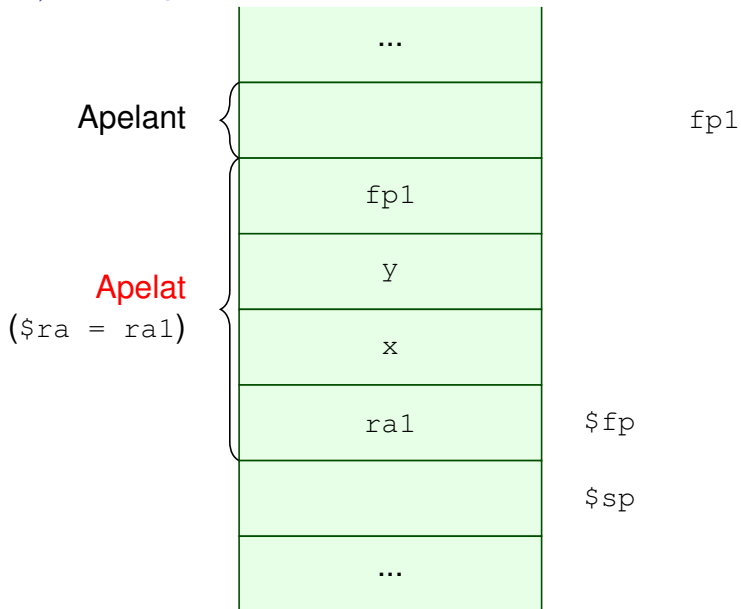 ...
Apelant
fp1
fp1
y
Apelat
($ra = ra1)
x
ra1
$fp
$sp
...